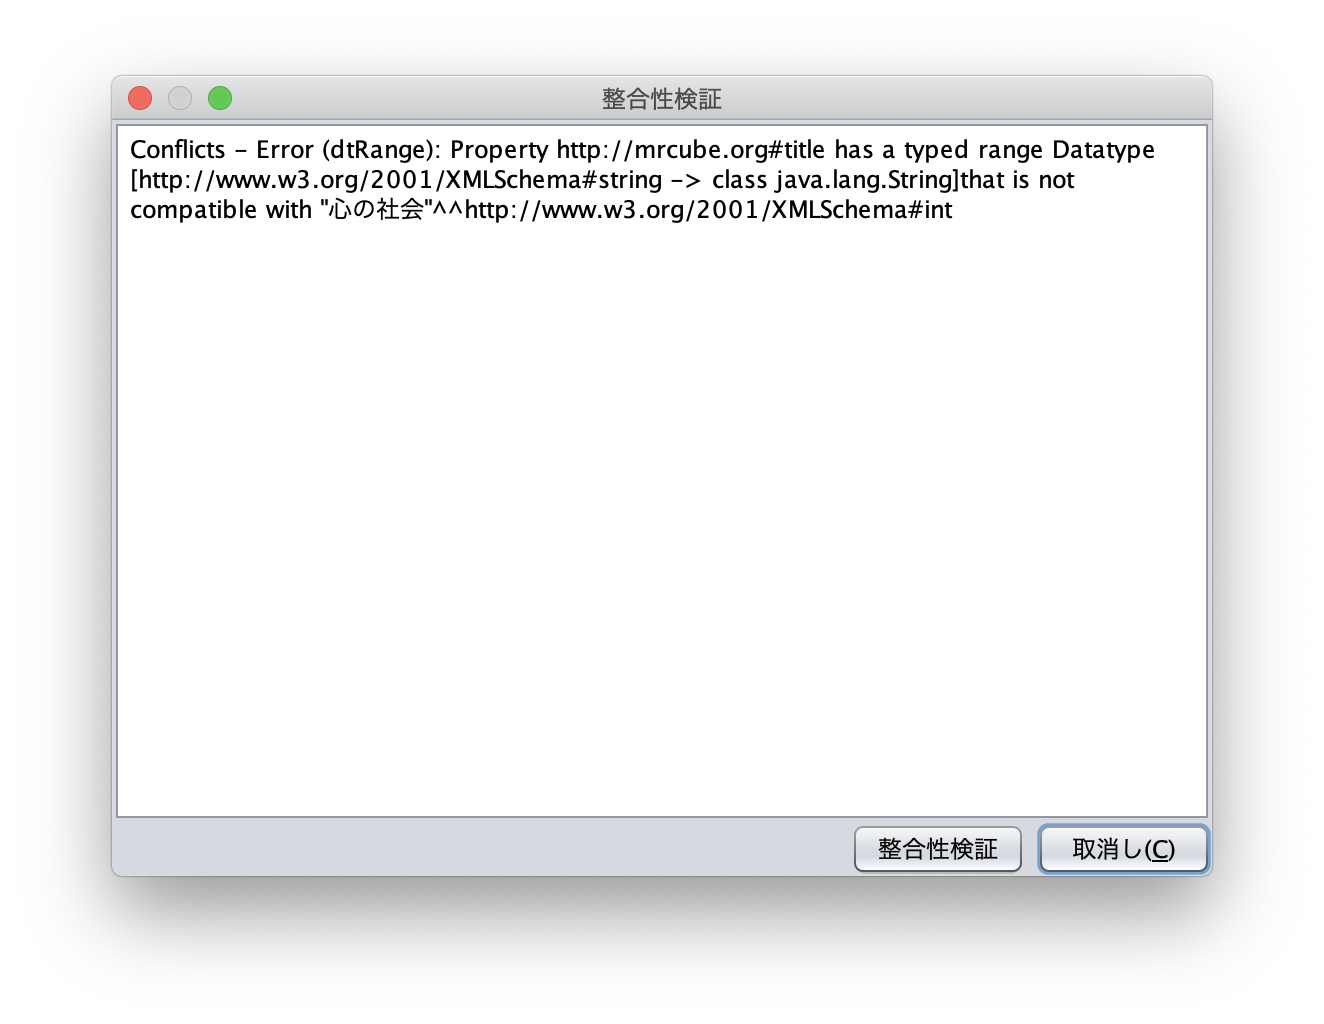 整合性検証
Conflicts - Error (dtRange): Property http://mrcube.org#title has a typed range Datatype
[http://www.w3.org/2001/XMLSchema#string -> class java.lang.String]that is not
compatible with "心の社会"^^http://www.w3.org/2001/XMLSchema#int
整合性検証
取消し(C)